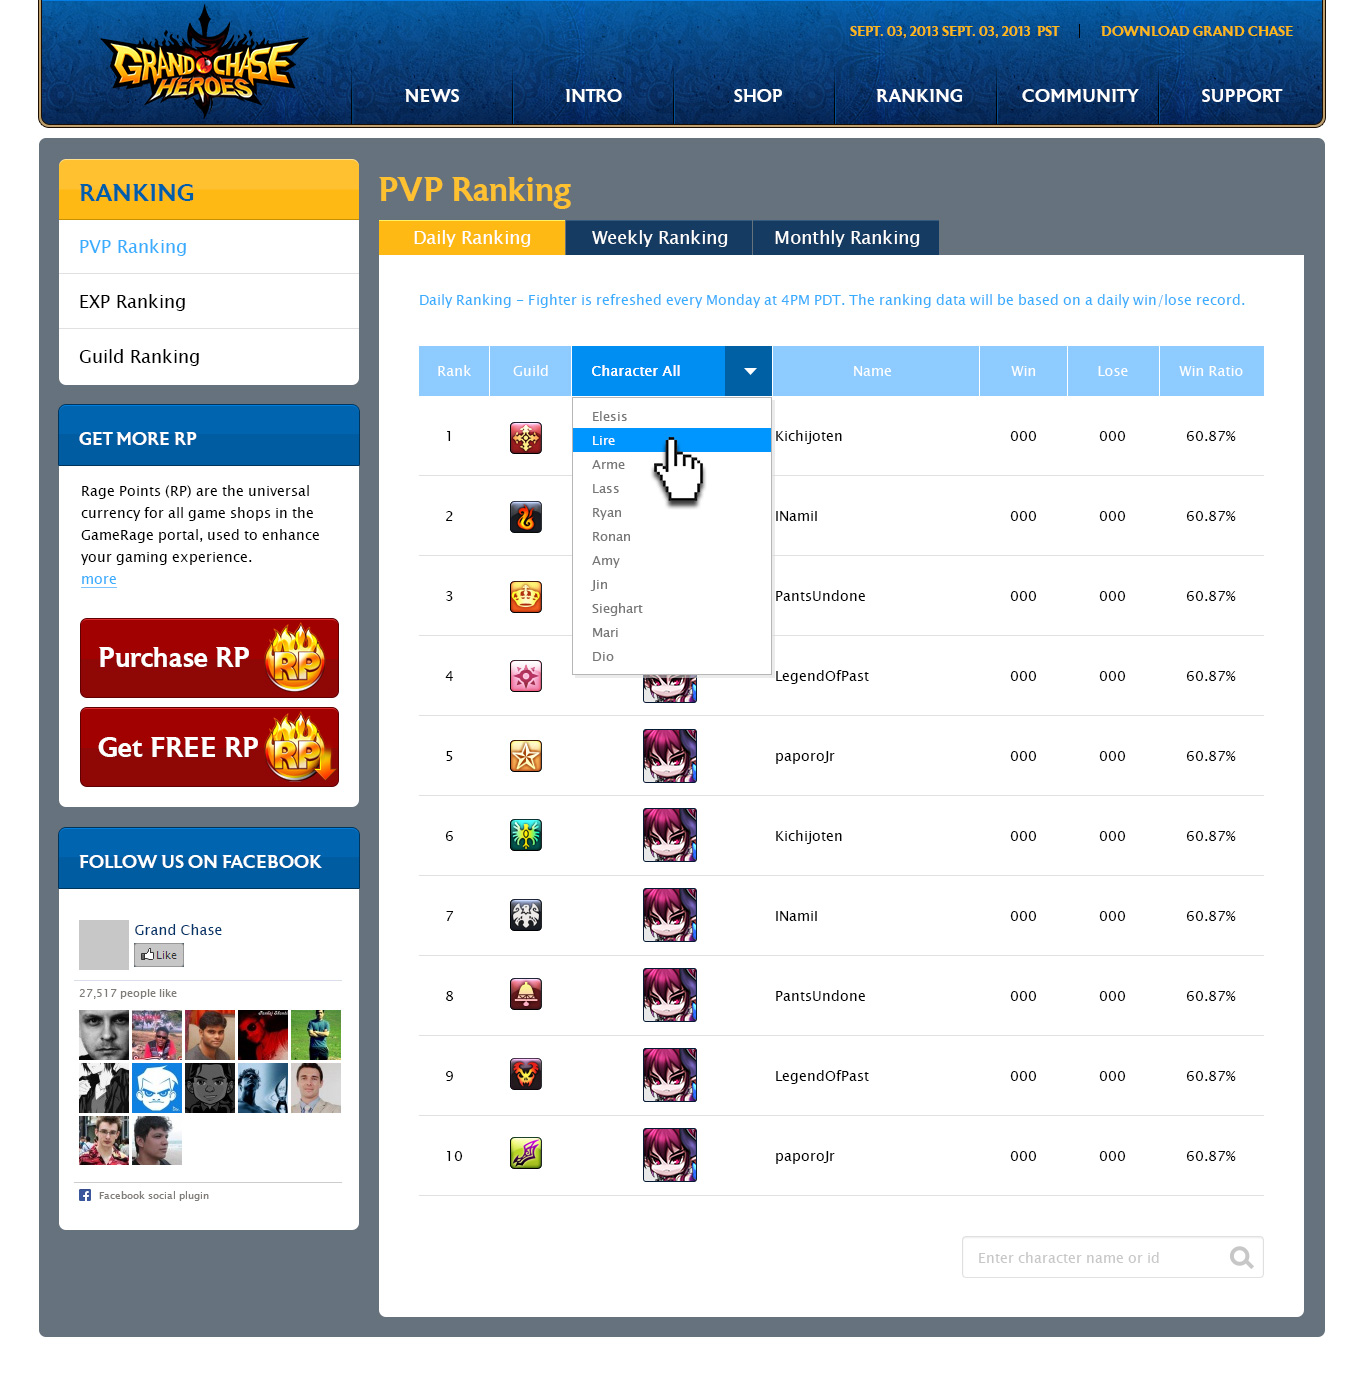 GRAND CHASE
HEROES
SEPT. 03, 2013 SEPT. 03, 2013 PST
DOWNLOAD GRAND CHASE
NEWS
INTRO
SHOP
RANKING
COMMUNITY
SUPPORT
RANKING
PVP Ranking
EXP Ranking
Guild Ranking
GET MORE RP
Rage Points (RP) are the universal
currency for all game shops in the
GameRage portal, used to enhance
your gaming experience.
more
Purchase RP
RP
Get FREE RP
RP
FOLLOW US ON FACEBOOK
Grand Chase
Like
27,517 people like
Facebook social plugin
PVP Ranking
Daily Ranking
Weekly Ranking
Monthly Ranking
Daily Ranking - Fighter is refreshed every Monday at 4PM PDT. The ranking data will be based on a daily win/lose record.
Rank Guild Character All Name Win Lose Win Ratio
Elesis
Lire
Arme
Lass
Ryan
Ronan
Amy
Jin
Sieghart
Mari
Dio
1 Kichijoten 000 000 60.87%
2 INamiI 000 000 60.87%
3 PantsUndone 000 000 60.87%
4 LegendOfPast 000 000 60.87%
5 paporoJr 000 000 60.87%
6 Kichijoten 000 000 60.87%
7 INamiI 000 000 60.87%
8 PantsUndone 000 000 60.87%
9 LegendOfPast 000 000 60.87%
10 paporoJr 000 000 60.87%
Enter character name or id